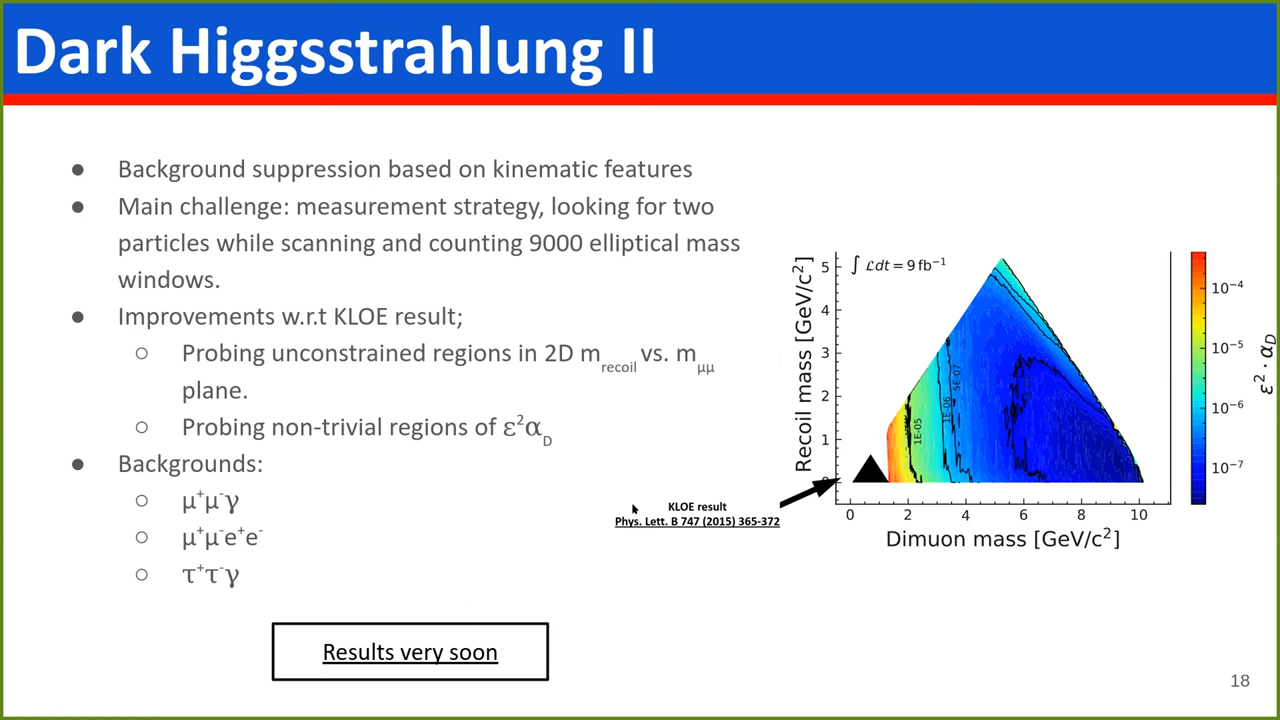 Dark Higgsstrahlung II
● Background suppression based on kinematic features
● Main challenge: measurement strategy, looking for two
particles while scanning and counting 9000 elliptical mass
windows.
● Improvements w.r.t KLOE result;
○ Probing unconstrained regions in 2D m_recoil vs. m_μμ
plane.
○ Probing non-trivial regions of ε²α_D
● Backgrounds:
○ μ⁺μ⁻γ
○ μ⁺μ⁻e⁺e⁻
○ τ⁺τ⁻γ
Results very soon
KLOE result
Phys. Lett. B 747 (2015) 365-372
∫ ℒdt = 9 fb⁻¹
Recoil mass [GeV/c²]
5
4
3
2
1
1E-05
1E-06
5E-07
0 2 4 6 8 10
Dimuon mass [GeV/c²]
10⁻⁴
10⁻⁵
10⁻⁶
10⁻⁷
ε² · α_D
18